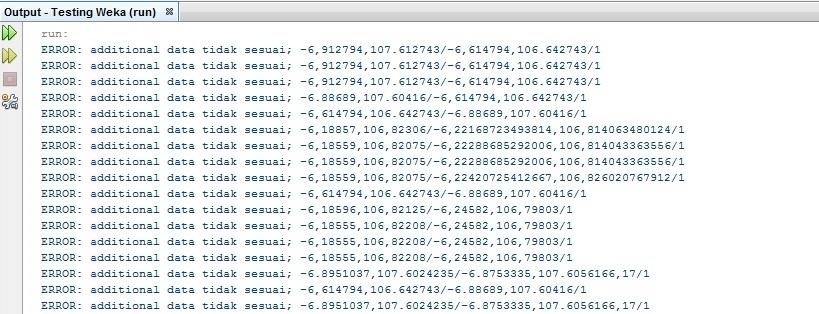 Output - Testing Weka (run)
run:
ERROR: additional data tidak sesuai; -6,912794,107.612743/-6,614794,106.642743/1
ERROR: additional data tidak sesuai; -6,912794,107.612743/-6,614794,106.642743/1
ERROR: additional data tidak sesuai; -6,912794,107.612743/-6,614794,106.642743/1
ERROR: additional data tidak sesuai; -6.88689,107.60416/-6,614794,106.642743/1
ERROR: additional data tidak sesuai; -6,614794,106.642743/-6.88689,107.60416/1
ERROR: additional data tidak sesuai; -6,18857,106,82306/-6,22168723493814,106,814063480124/1
ERROR: additional data tidak sesuai; -6,18559,106,82075/-6,22288685292006,106,814043363556/1
ERROR: additional data tidak sesuai; -6,18559,106,82075/-6,22288685292006,106,814043363556/1
ERROR: additional data tidak sesuai; -6,18559,106,82075/-6,22420725412667,106,826020767912/1
ERROR: additional data tidak sesuai; -6,614794,106.642743/-6.88689,107.60416/1
ERROR: additional data tidak sesuai; -6,18596,106,82125/-6,24582,106,79803/1
ERROR: additional data tidak sesuai; -6,18555,106,82208/-6,24582,106,79803/1
ERROR: additional data tidak sesuai; -6,18555,106,82208/-6,24582,106,79803/1
ERROR: additional data tidak sesuai; -6,18555,106,82208/-6,24582,106,79803/1
ERROR: additional data tidak sesuai; -6.8951037,107.6024235/-6.8753335,107.6056166,17/1
ERROR: additional data tidak sesuai; -6,614794,106.642743/-6.88689,107.60416/1
ERROR: additional data tidak sesuai; -6.8951037,107.6024235/-6.8753335,107.6056166,17/1